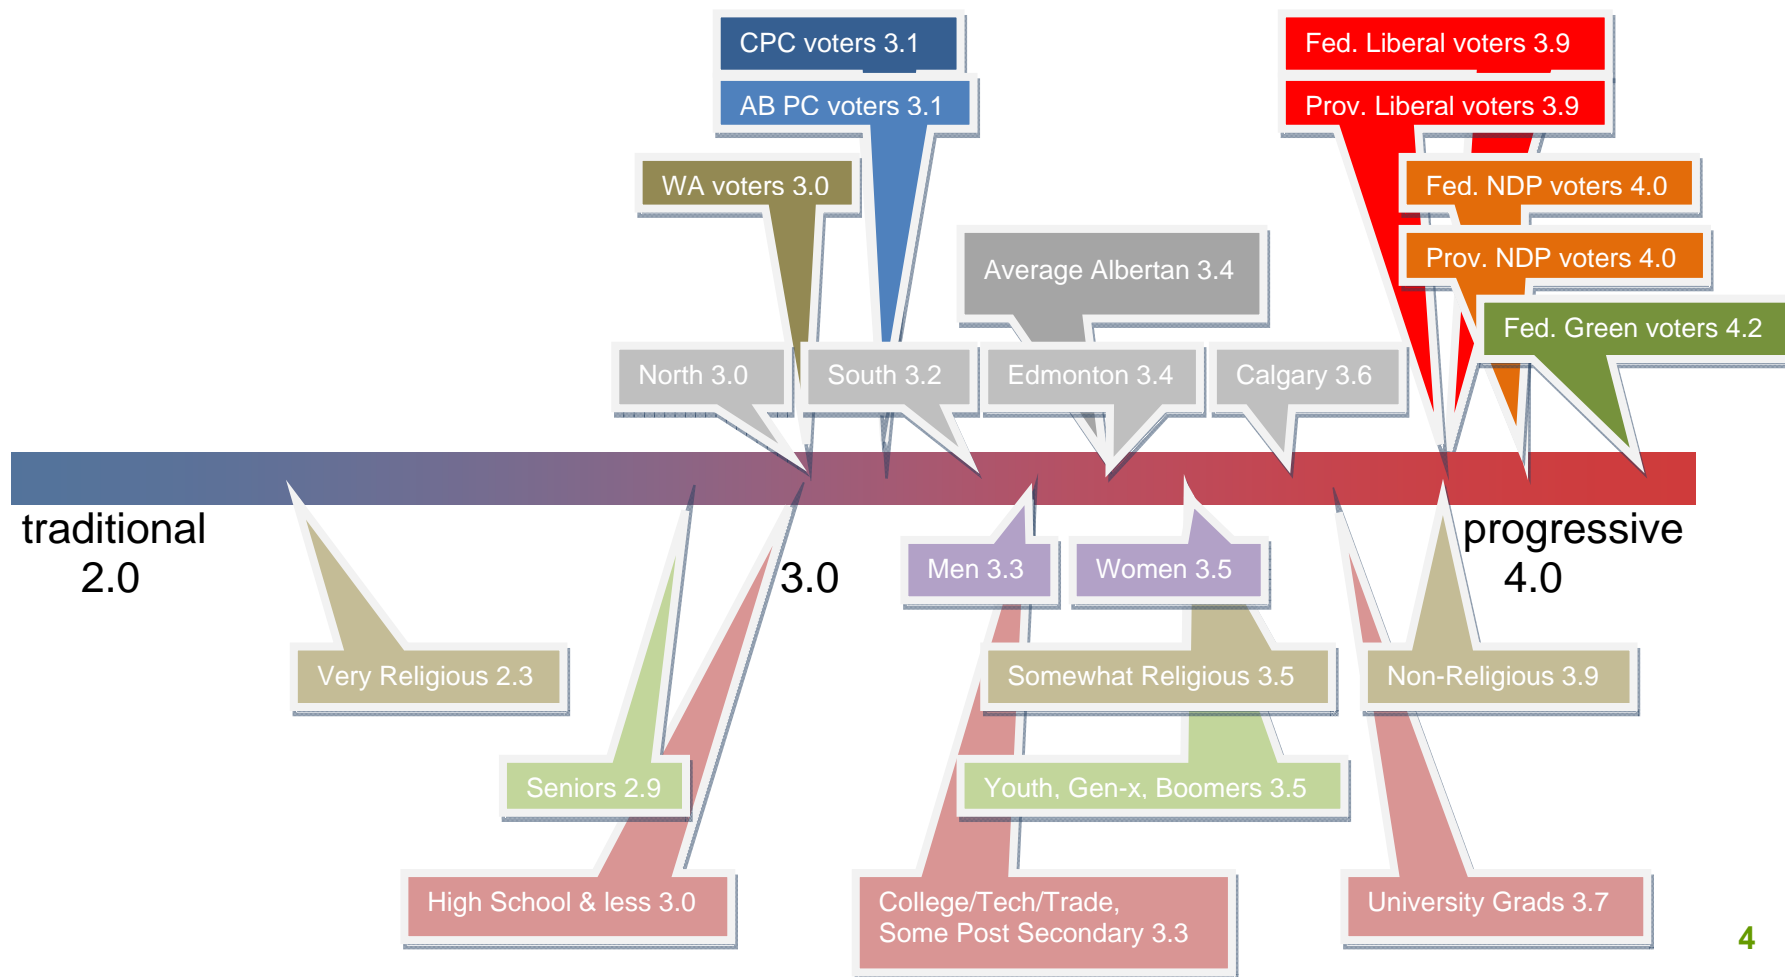 CPC voters 3.1
Fed. Liberal voters 3.9
AB PC voters 3.1
Prov. Liberal voters 3.9
WA voters 3.0
Fed. NDP voters 4.0
Average Albertan 3.4
Prov. NDP voters 4.0
Fed. Green voters 4.2
North 3.0
South 3.2
Edmonton 3.4
Calgary 3.6
traditional
2.0
3.0
progressive
4.0
Men 3.3
Women 3.5
Very Religious 2.3
Somewhat Religious 3.5
Non-Religious 3.9
Seniors 2.9
Youth, Gen-x, Boomers 3.5
High School & less 3.0
College/Tech/Trade,
Some Post Secondary 3.3
University Grads 3.7
4